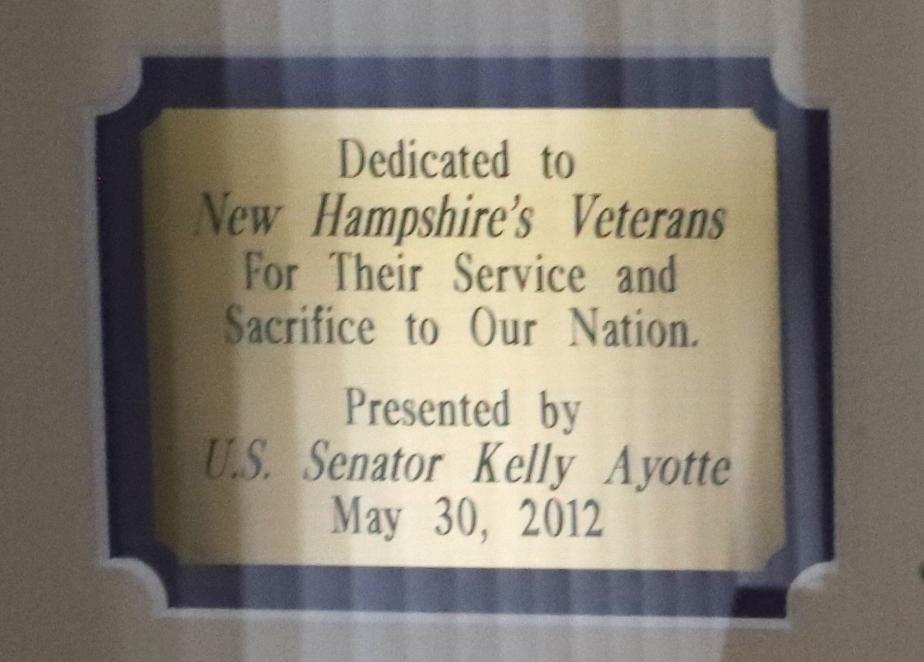 Dedicated to
New Hampshire's Veterans
For Their Service and
Sacrifice to Our Nation.
Presented by
U.S. Senator Kelly Ayotte
May 30, 2012